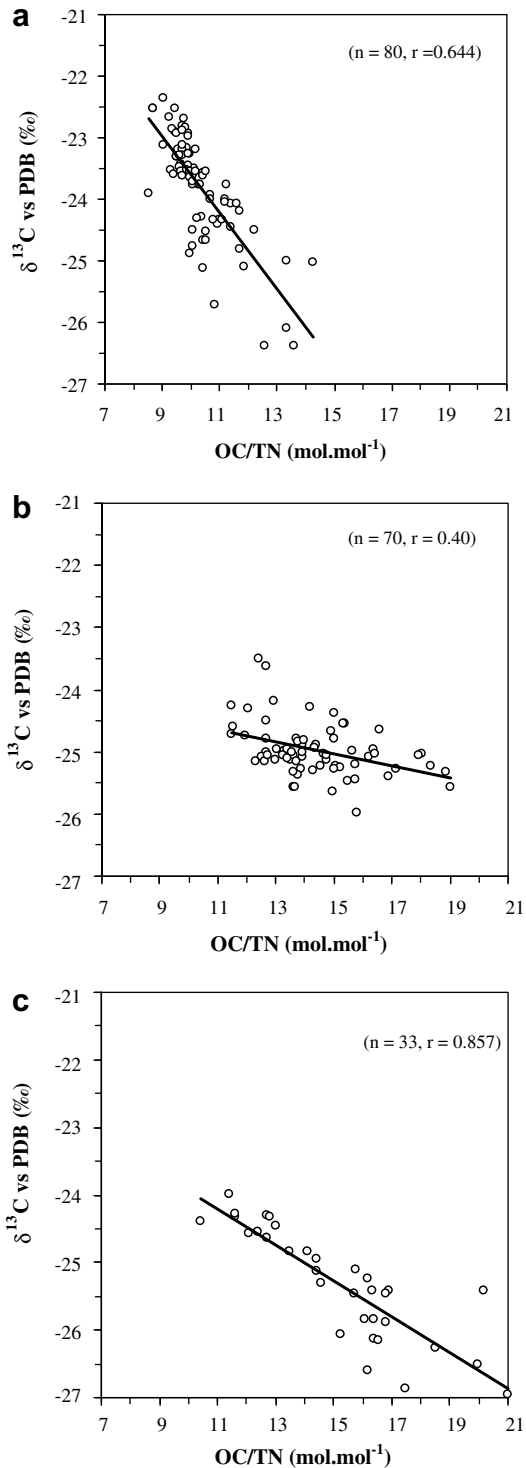 a
-21
-22
-23
-24
-25
-26
-27
δ 13C vs PDB (‰)
(n = 80, r =0.644)
7 9 11 13 15 17 19 21
OC/TN (mol.mol-1)
b
-21
-22
-23
-24
-25
-26
-27
δ 13C vs PDB (‰)
(n = 70, r = 0.40)
7 9 11 13 15 17 19 21
OC/TN (mol.mol-1)
c
-21
-22
-23
-24
-25
-26
-27
δ 13C vs PDB (‰)
(n = 33, r = 0.857)
7 9 11 13 15 17 19 21
OC/TN (mol.mol-1)